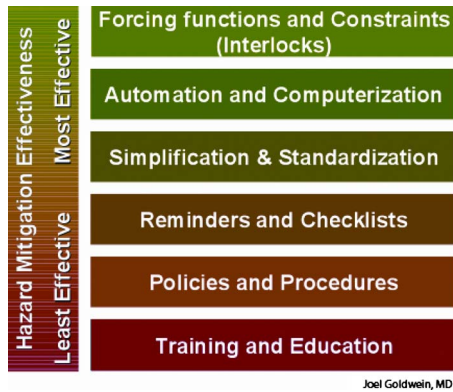 Hazard Mitigation Effectiveness
Most Effective
Least Effective
Forcing functions and Constraints
(Interlocks)
Automation and Computerization
Simplification & Standardization
Reminders and Checklists
Policies and Procedures
Training and Education
Joel Goldwein, MD